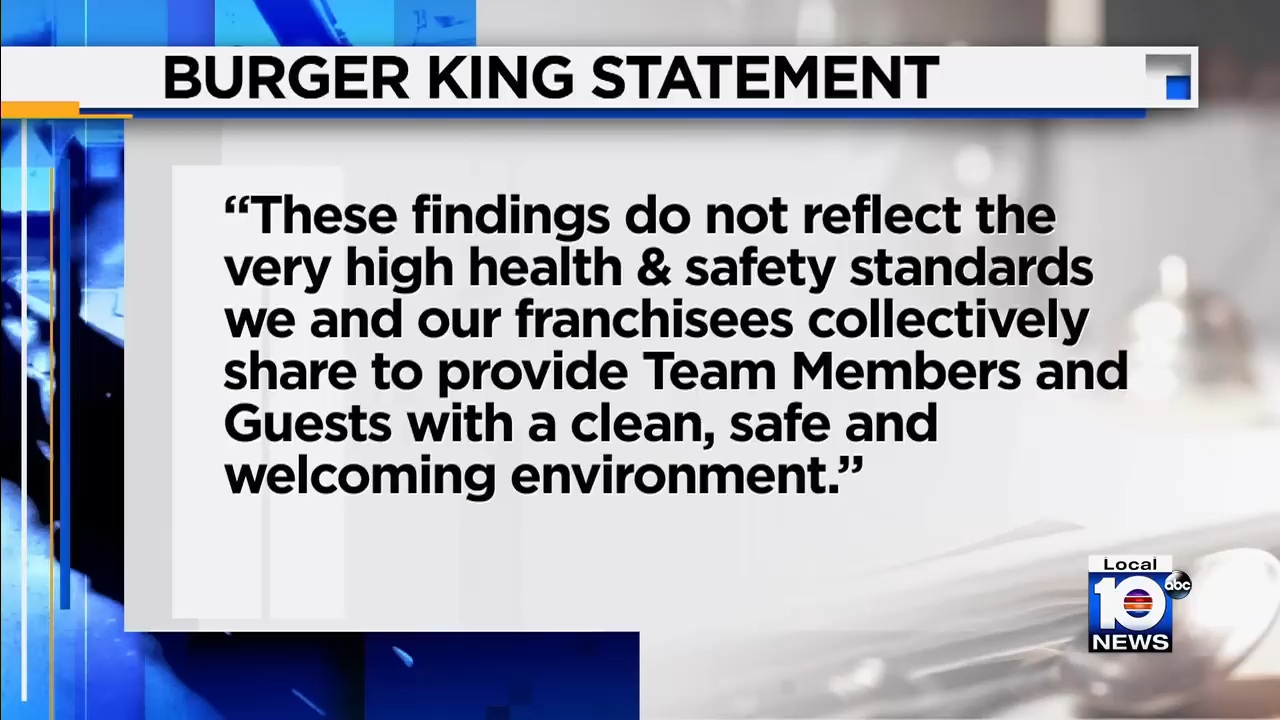 BURGER KING STATEMENT
“These findings do not reflect the
very high health & safety standards
we and our franchisees collectively
share to provide Team Members and
Guests with a clean, safe and
welcoming environment.”
Local
10
abc
NEWS